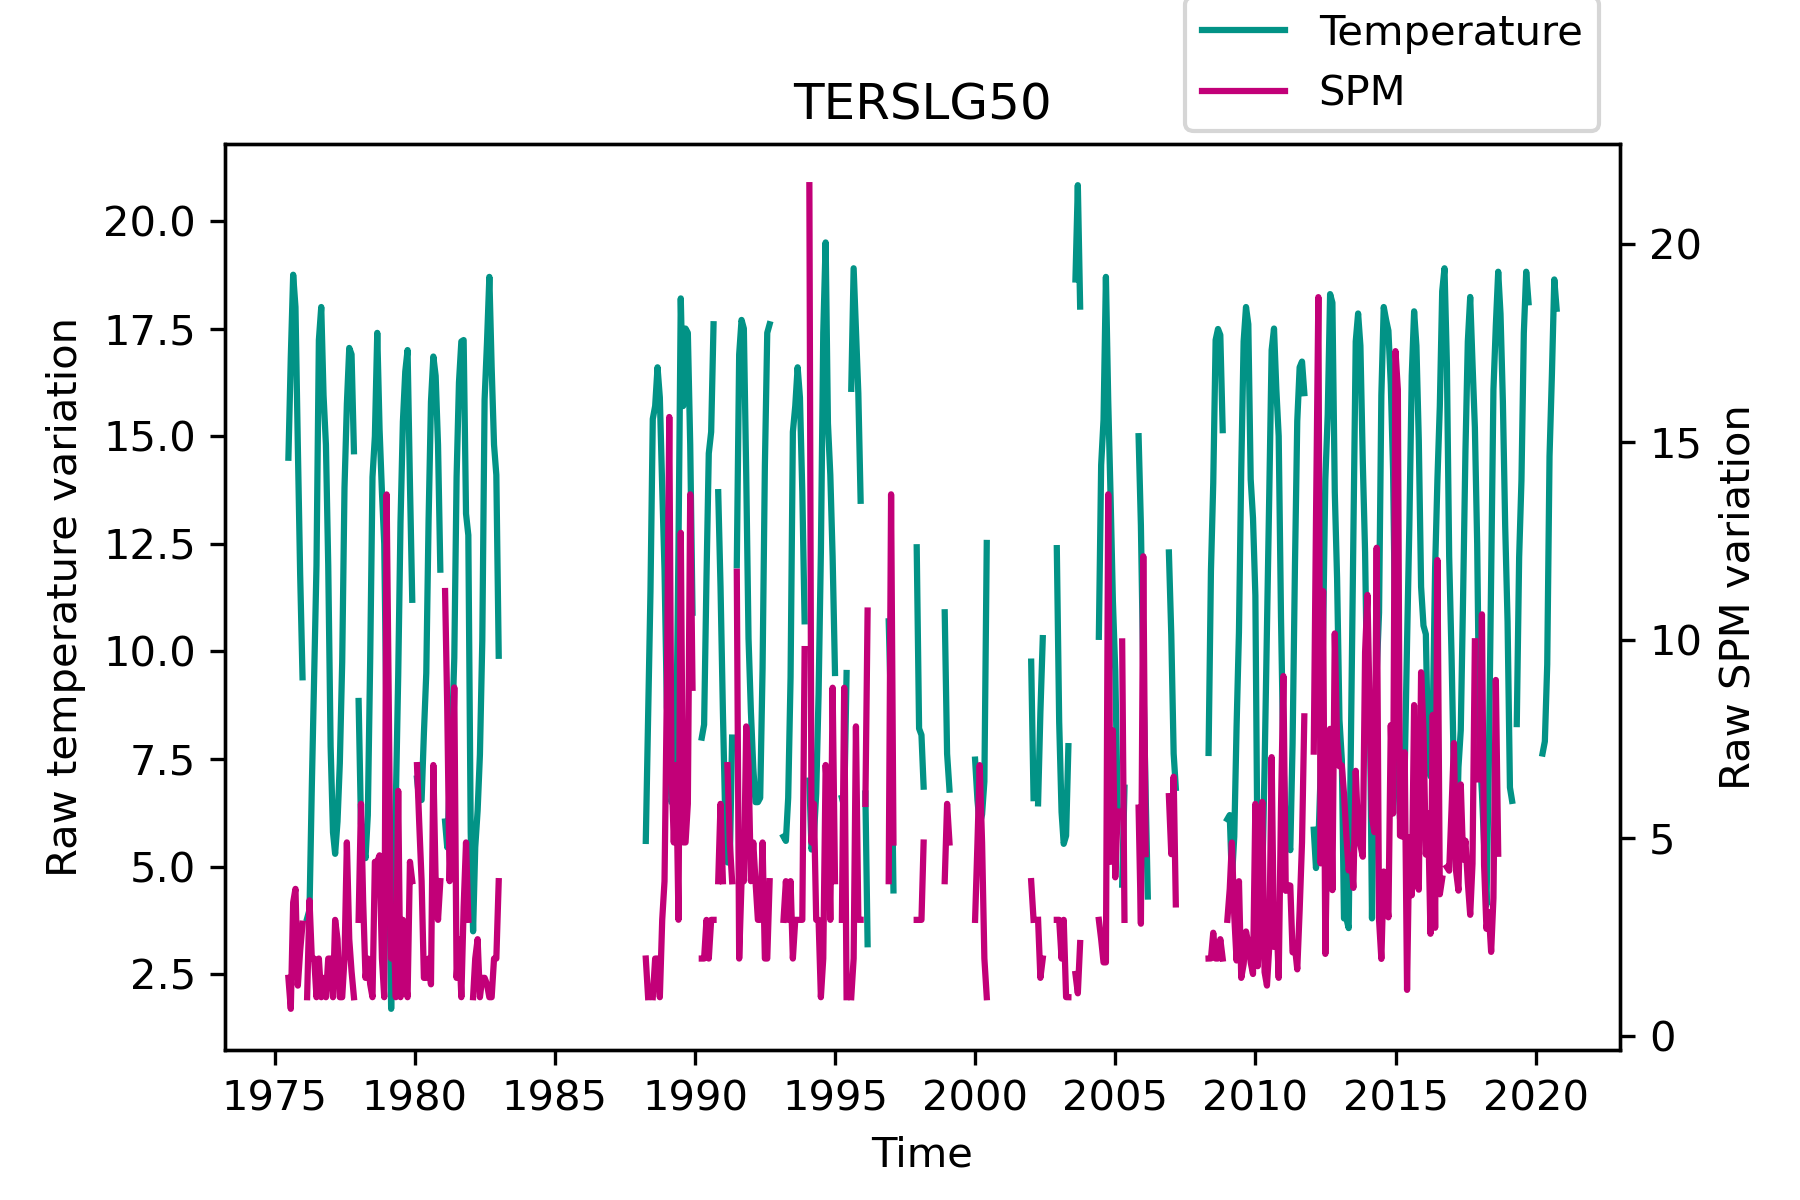 Temperature
SPM
TERSLG50
Raw temperature variation
20.0
17.5
15.0
12.5
10.0
7.5
5.0
2.5
20
15
10
5
0
Raw SPM variation
1975 1980 1985 1990 1995 2000 2005 2010 2015 2020
Time